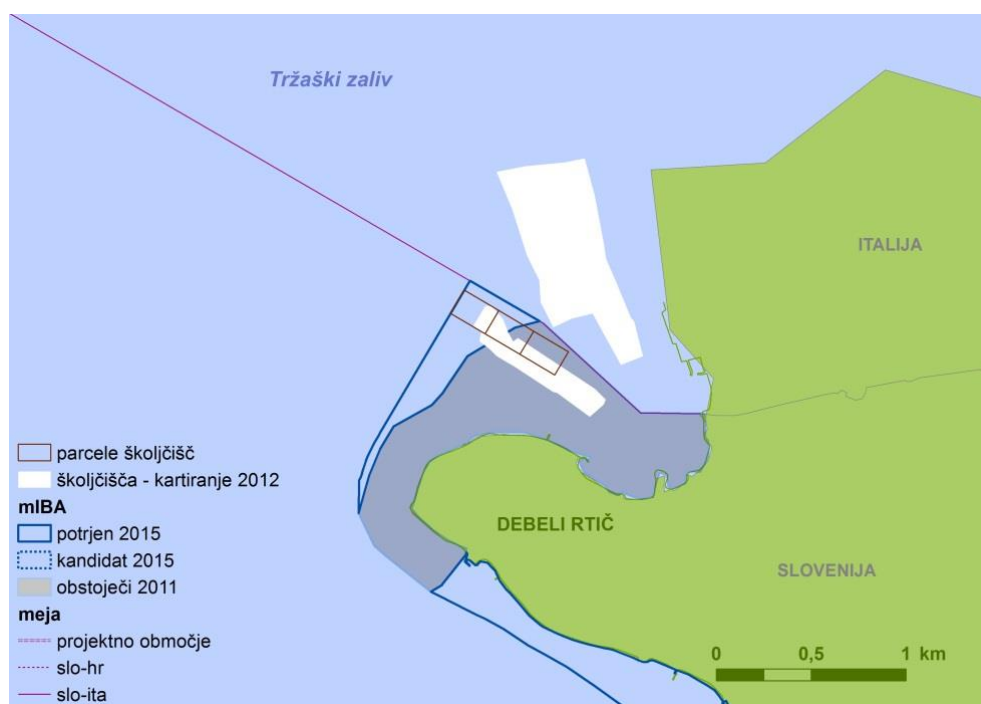 Tržaški zaliv
ITALIJA
parcele školjčišč
školjčišča - kartiranje 2012
mIBA
potrjen 2015
kandidat 2015
obstoječi 2011
meja
projektno območje
slo-hr
slo-ita
DEBELI RTIČ
SLOVENIJA
0 0,5 1 km